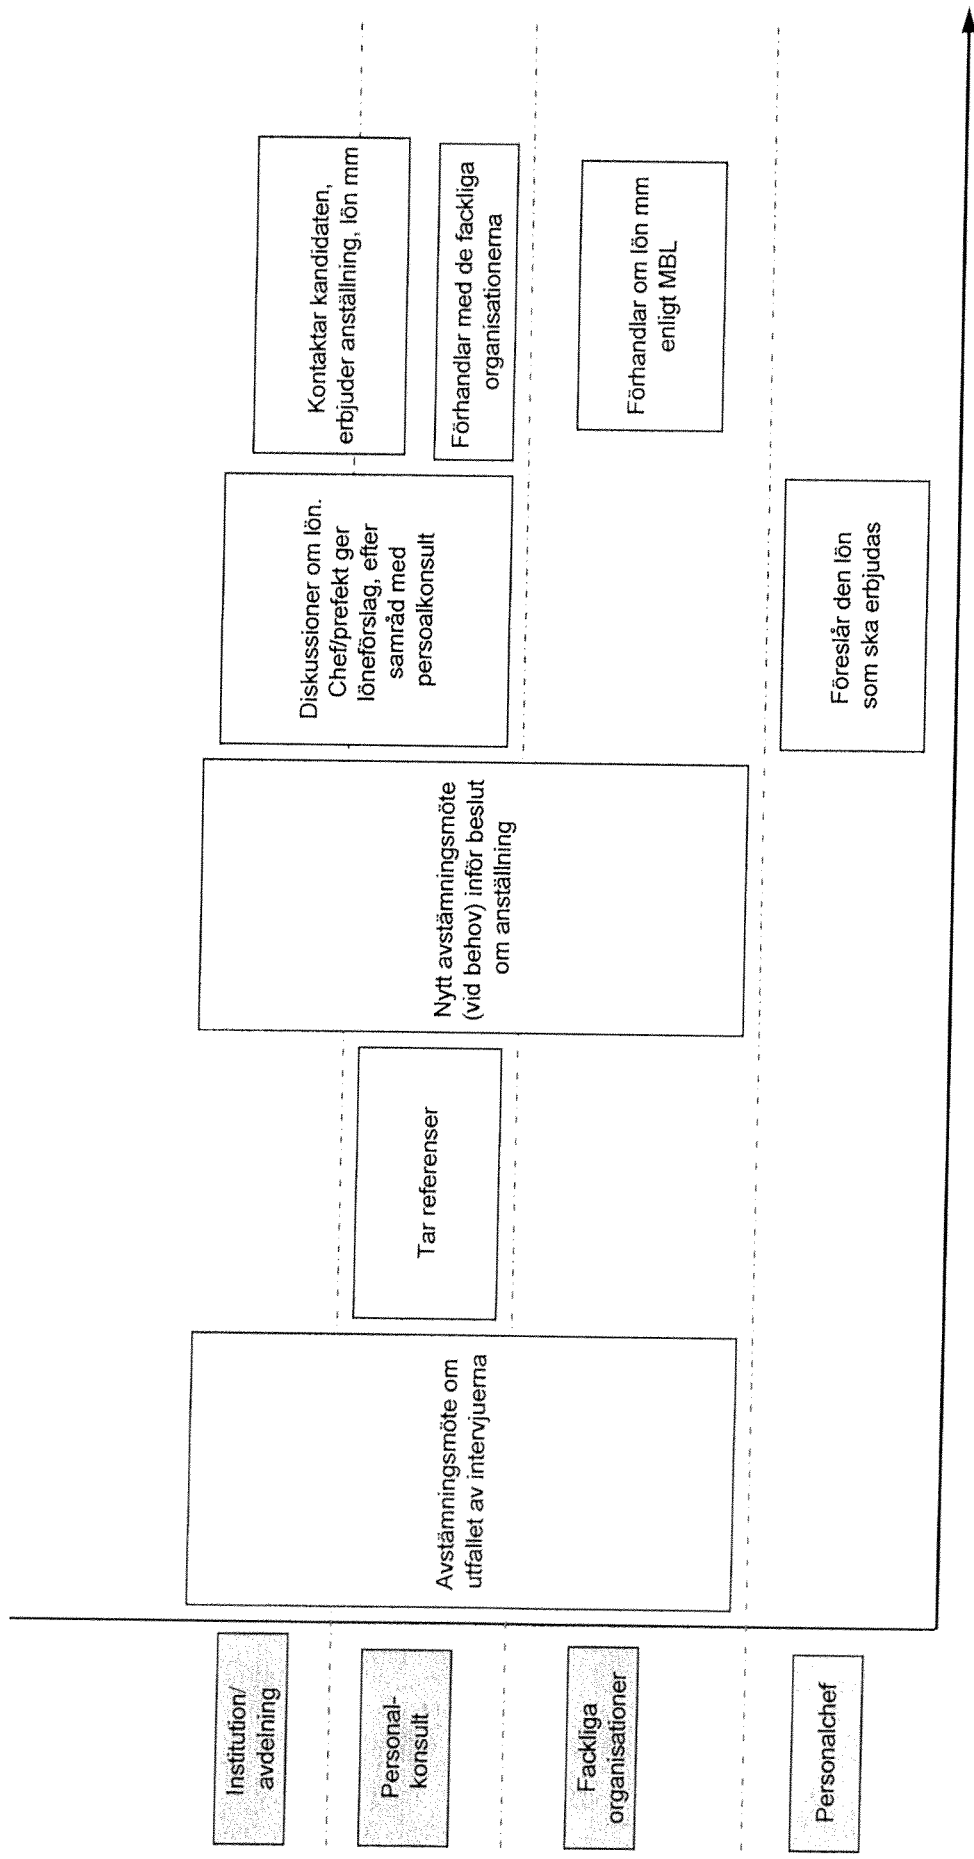 Institution/
avdelning
Personal-
konsult
Fackliga
organisationer
Personalchef
Avstämningsmöte om
utfallet av intervjuerna
Tar referenser
Nytt avstämningsmöte
(vid behov) inför beslut
om anställning
Diskussioner om lön.
Chef/prefekt ger
löneförslag, efter
samråd med
persoalkonsult
Föreslår den lön
som ska erbjudas
Kontaktar kandidaten,
erbjuder anställning, lön mm
Förhandlar med de fackliga
organisationerna
Förhandlar om lön mm
enligt MBL